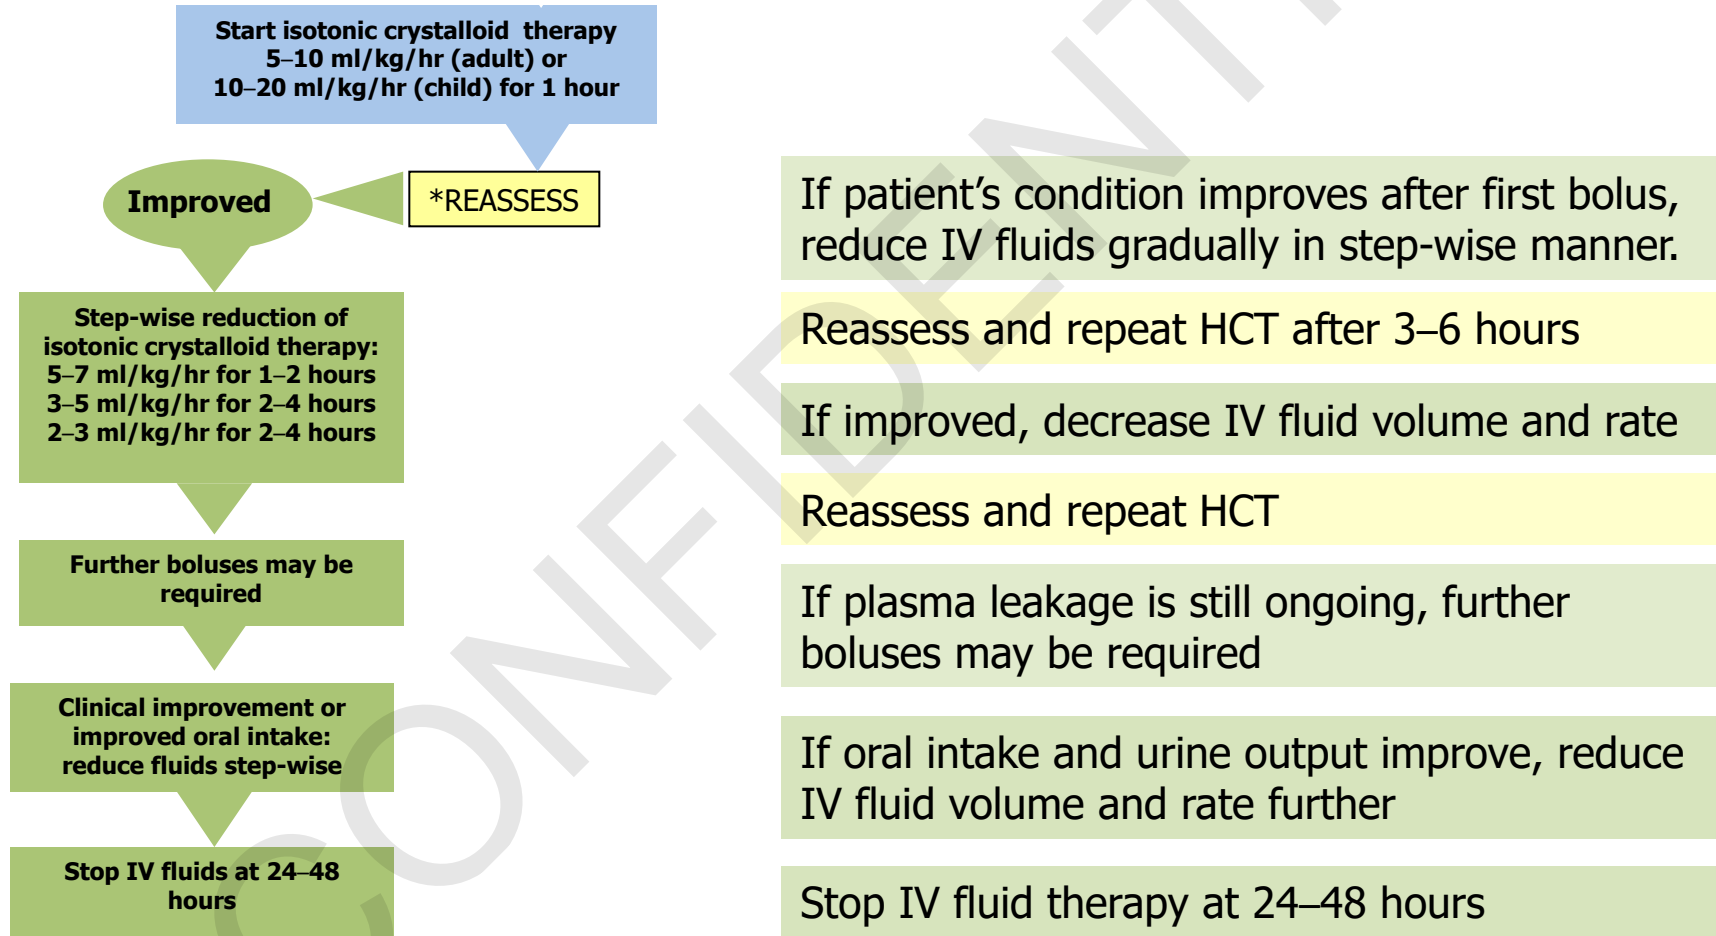 Start isotonic crystalloid therapy
5–10 ml/kg/hr (adult) or
10–20 ml/kg/hr (child) for 1 hour
Improved
*REASSESS
Step-wise reduction of
isotonic crystalloid therapy:
5–7 ml/kg/hr for 1–2 hours
3–5 ml/kg/hr for 2–4 hours
2–3 ml/kg/hr for 2–4 hours
Further boluses may be
required
Clinical improvement or
improved oral intake:
reduce fluids step-wise
Stop IV fluids at 24–48
hours
If patient’s condition improves after first bolus,
reduce IV fluids gradually in step-wise manner.
Reassess and repeat HCT after 3–6 hours
If improved, decrease IV fluid volume and rate
Reassess and repeat HCT
If plasma leakage is still ongoing, further
boluses may be required
If oral intake and urine output improve, reduce
IV fluid volume and rate further
Stop IV fluid therapy at 24–48 hours
CONFIDENT